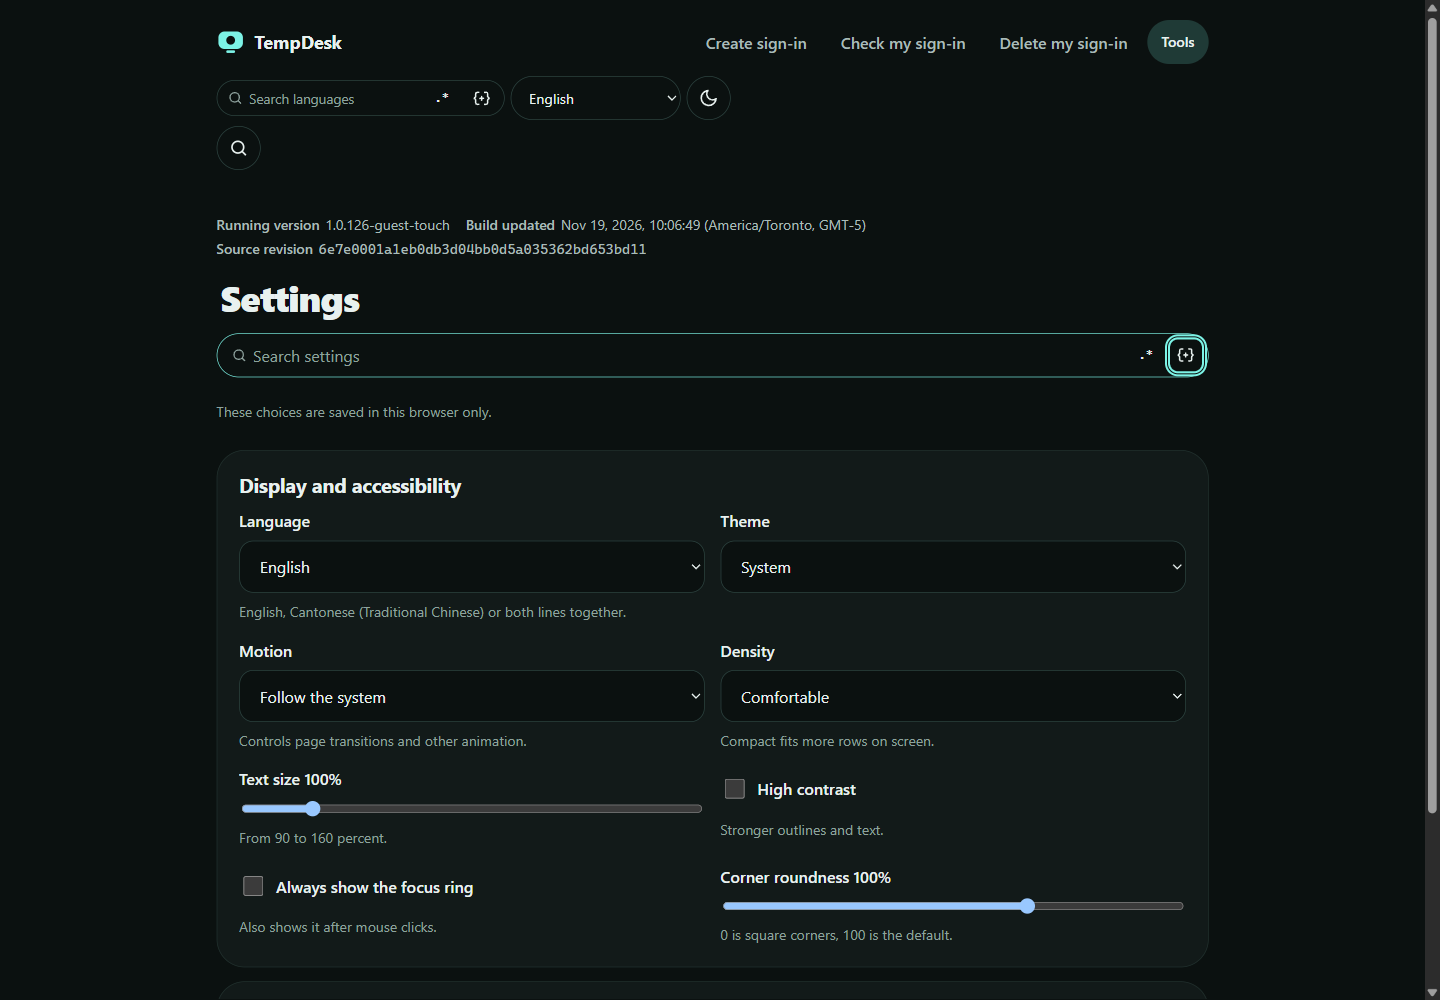 TempDesk
Create sign-in
Check my sign-in
Delete my sign-in
Tools
Search languages
.*
{+}
English
Running version 1.0.126-guest-touch Build updated Nov 19, 2026, 10:06:49 (America/Toronto, GMT-5)
Source revision 6e7e0001a1eb0db3d04bb0d5a035362bd653bd11
Settings
Search settings
.*
{+}
These choices are saved in this browser only.
Display and accessibility
Language
Theme
English
System
English, Cantonese (Traditional Chinese) or both lines together.
Motion
Density
Follow the system
Comfortable
Controls page transitions and other animation.
Compact fits more rows on screen.
Text size 100%
High contrast
From 90 to 160 percent.
Stronger outlines and text.
Always show the focus ring
Corner roundness 100%
Also shows it after mouse clicks.
0 is square corners, 100 is the default.